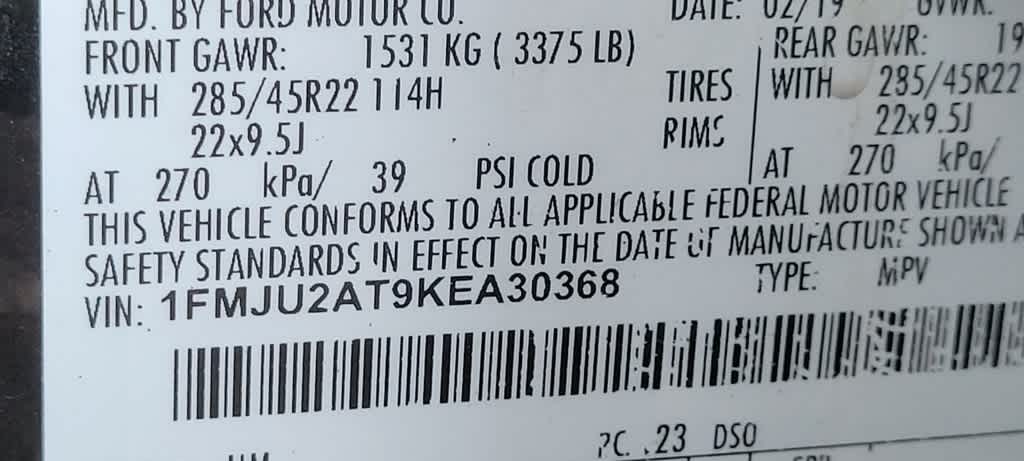 MFD. BY FORD MOTOR CO. DATE: 02/19 GVWR:
FRONT GAWR: 1531 KG ( 3375 LB) REAR GAWR: 19
WITH 285/45R22 114H TIRES WITH 285/45R22
22x9.5J RIMS 22x9.5J
AT 270 kPa/ 39 PSI COLD AT 270 kPa/
THIS VEHICLE CONFORMS TO ALL APPLICABLE FEDERAL MOTOR VEHICLE
SAFETY STANDARDS IN EFFECT ON THE DATE OF MANUFACTURE SHOWN A
VIN: 1FMJU2AT9KEA30368 TYPE: MPV
PC. 23 DSO